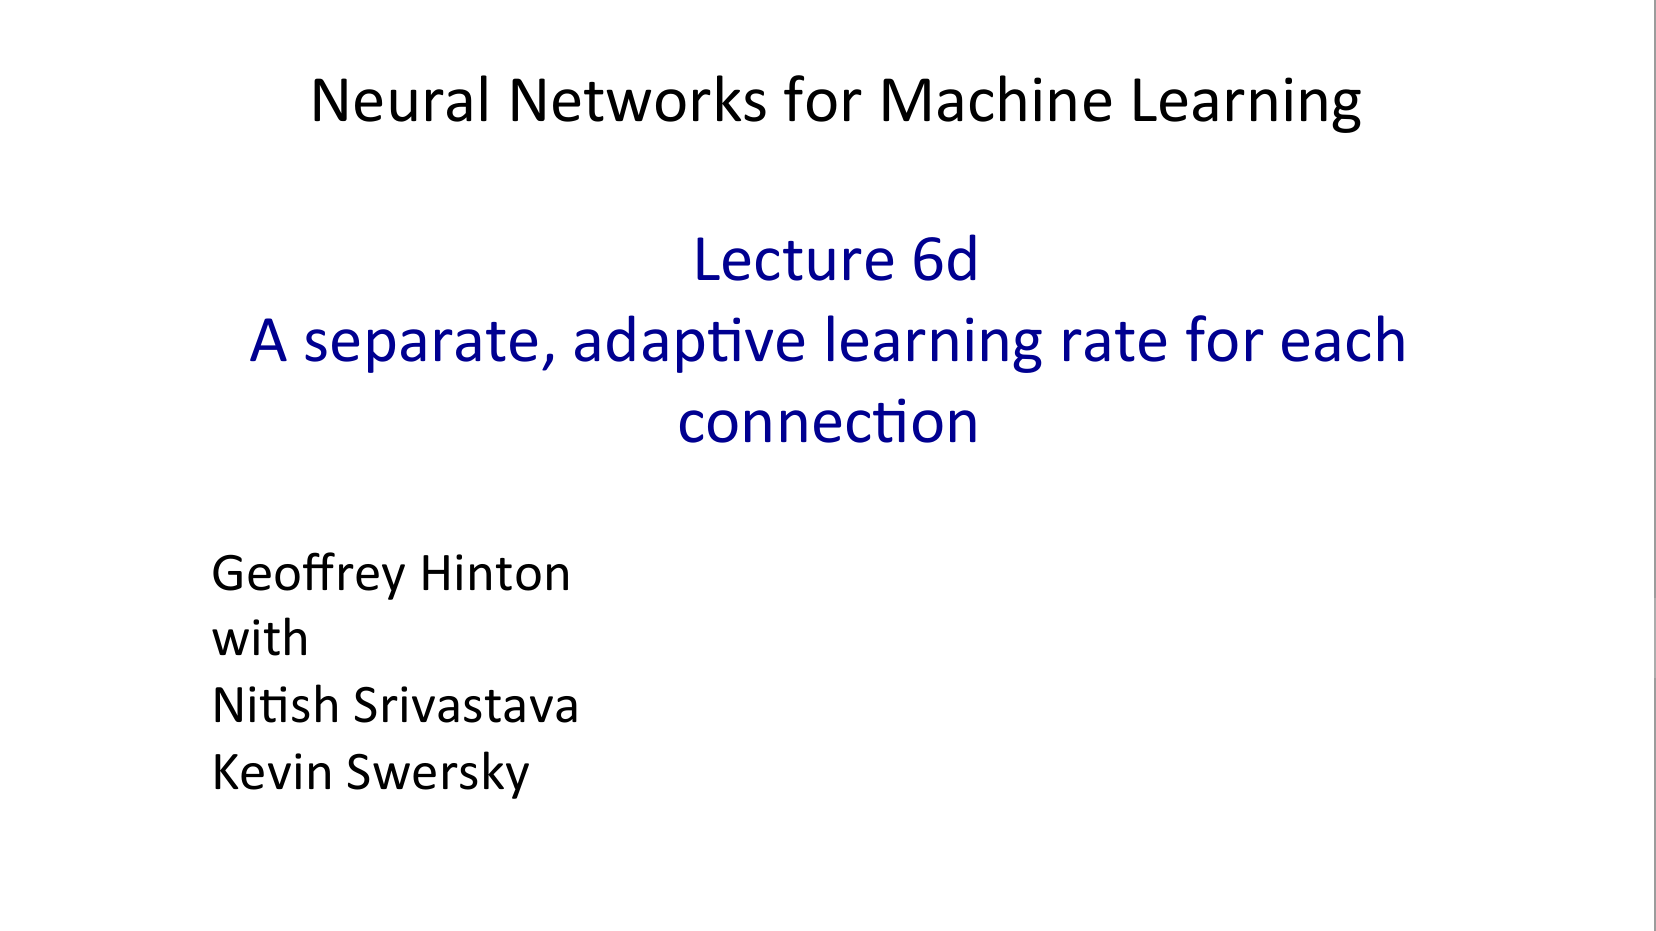 Neural Networks for Machine Learning
Lecture 6d
A separate, adaptive learning rate for each
connection
Geoffrey Hinton
with
Nitish Srivastava
Kevin Swersky